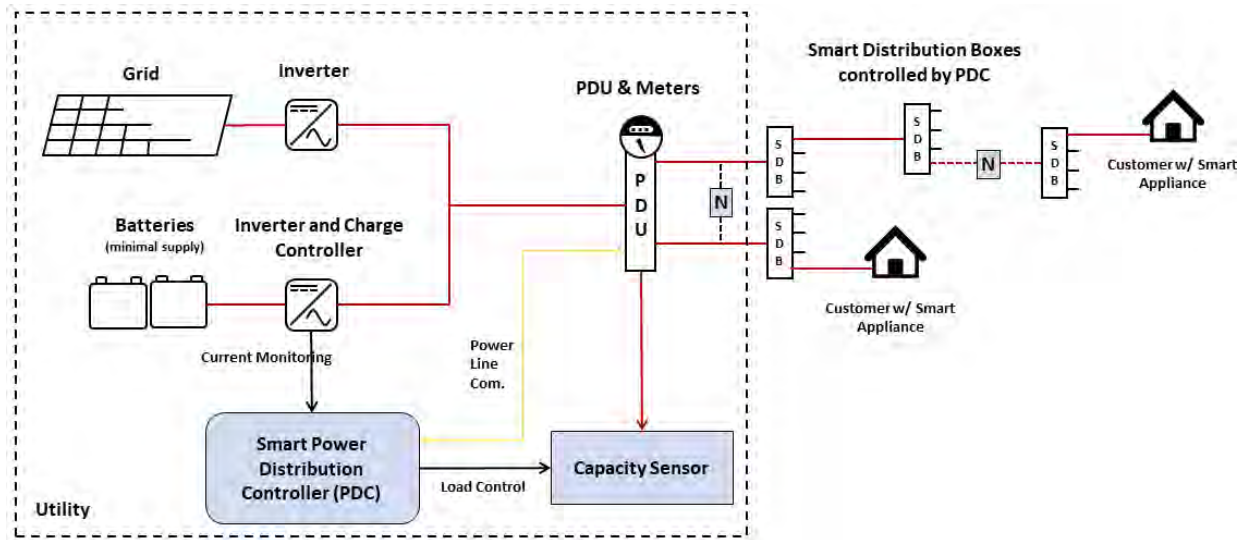 Grid
Inverter
PDU & Meters
Smart Distribution Boxes
controlled by PDC
Batteries
(minimal supply)
Inverter and Charge
Controller
P
D
U
S
D
B
S
D
B
S
D
B
S
D
B
N
N
Customer w/ Smart
Appliance
Customer w/ Smart
Appliance
Current Monitoring
Power
Line
Com.
Smart Power
Distribution
Controller (PDC)
Load Control
Capacity Sensor
Utility